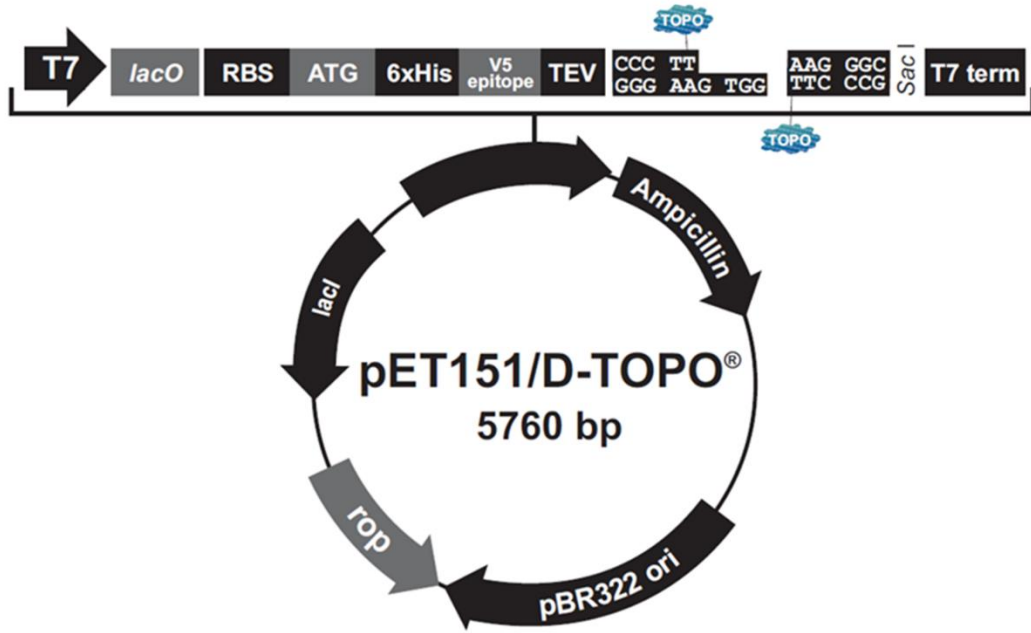 TOPO
T7 lacO RBS ATG 6xHis V5 epitope TEV CCC TT AAG GGC SacI T7 term
GGG AAG TGG TTC CCG
TOPO
Ampicillin
lacI
pET151/D-TOPO®
5760 bp
rop
pBR322 ori